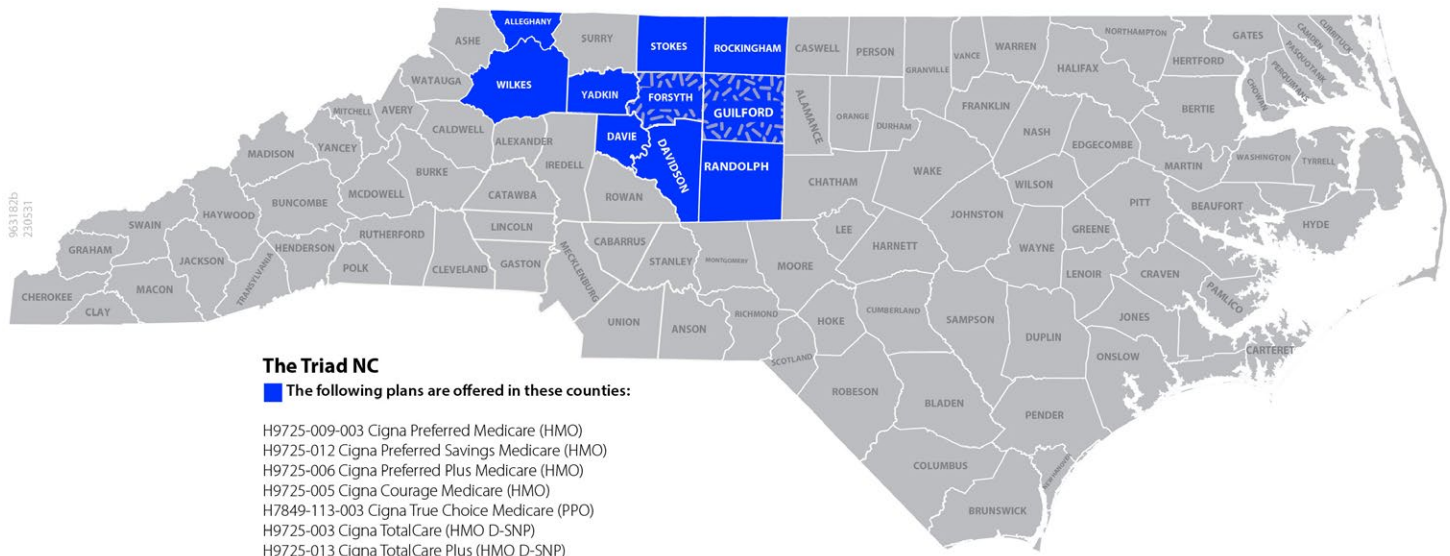 ALLEGHANY
ASHE
SURRY
STOKES
ROCKINGHAM
CASWELL
PERSON
GRANVILLE
VANCE
WARREN
NORTHAMPTON
HALIFAX
HERTFORD
GATES
CURRITUCK
CAMDEN
PASQUOTANK
PERQUIMANS
CHOWAN
BERTIE
WATAUGA
WILKES
YADKIN
FORSYTH
GUILFORD
ALAMANCE
ORANGE
DURHAM
FRANKLIN
NASH
EDGECOMBE
MARTIN
WASHINGTON
TYRRELL
MITCHELL
AVERY
CALDWELL
ALEXANDER
DAVIE
DAVIDSON
RANDOLPH
CHATHAM
WAKE
WILSON
PITT
BEAUFORT
HYDE
MADISON
YANCEY
BURKE
IREDELL
ROWAN
CATAWBA
MCDOWELL
BUNCOMBE
HAYWOOD
SWAIN
GRAHAM
JACKSON
CHEROKEE
CLAY
MACON
TRANSYLVANIA
HENDERSON
POLK
RUTHERFORD
CLEVELAND
LINCOLN
GASTON
MECKLENBURG
CABARRUS
STANLEY
MONTGOMERY
MOORE
LEE
HARNETT
JOHNSTON
WAYNE
GREENE
LENOIR
CRAVEN
PAMLICO
JONES
CARTERET
ONSLOW
DUPLIN
SAMPSON
CUMBERLAND
HOKE
RICHMOND
SCOTLAND
ANSON
UNION
ROBESON
BLADEN
PENDER
COLUMBUS
NEW HANOVER
BRUNSWICK
963182b
230531
The Triad NC
The following plans are offered in these counties:
H9725-009-003 Cigna Preferred Medicare (HMO)
H9725-012 Cigna Preferred Savings Medicare (HMO)
H9725-006 Cigna Preferred Plus Medicare (HMO)
H9725-005 Cigna Courage Medicare (HMO)
H7849-113-003 Cigna True Choice Medicare (PPO)
H9725-003 Cigna TotalCare (HMO D-SNP)
H9725-013 Cigna TotalCare Plus (HMO D-SNP)